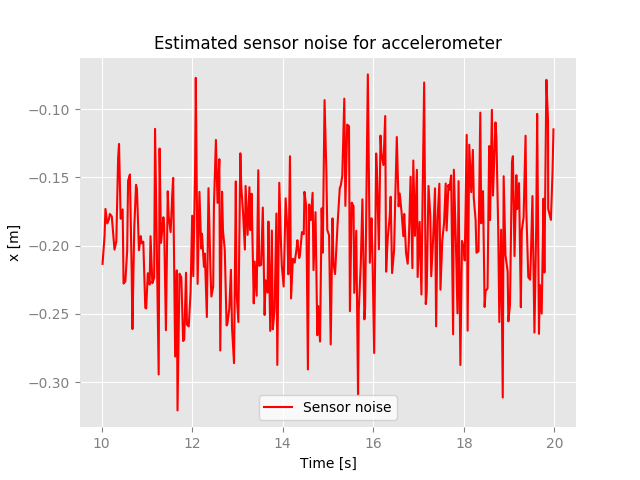 Estimated sensor noise for accelerometer
x [m]
−0.10
−0.15
−0.20
−0.25
−0.30
Sensor noise
10 12 14 16 18 20
Time [s]